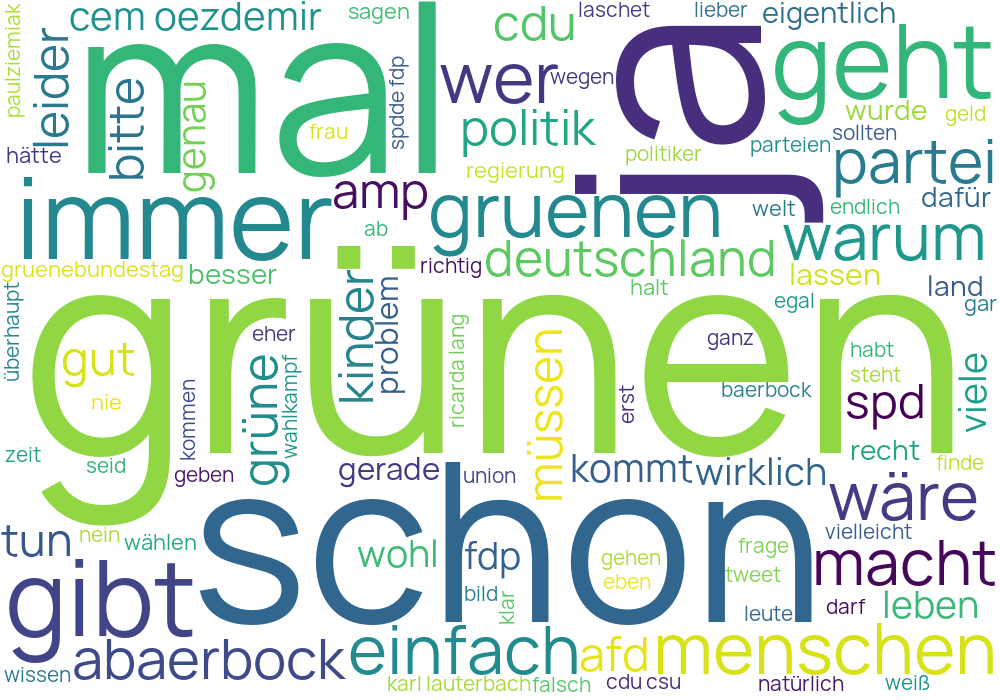 paulziemiak
leider
cem oezdemir
sagen
cdu
laschet
lieber
eigentlich
mal
ja
geht
wer
wegen
bitte
genau
frau
spdde fdp
politik
wurde
geld
hätte
politiker
parteien
sollten
partei
regierung
immer
amp
gruenen
welt
endlich
dafür
ab
warum
gruenebundestag
besser
richtig
deutschland
lassen
land
halt
egal
gar
überhaupt
grünen
kinder
problem
eher
ganz
gut
grüne
wahlkampf
ricarda lang
müssen
habt
steht
viele
nie
kommen
erst
baerbock
spd
zeit
seid
geben
gerade
union
kommt
wirklich
recht
finde
schon
wäre
tun
nein
wählen
wohl
fdp
gehen
eben
frage
tweet
vielleicht
macht
gibt
bild
klar
leute
darf
leben
wissen
abaerbock
einfach
afd
menschen
karl lauterbach
falsch
cdu csu
natürlich
weiß